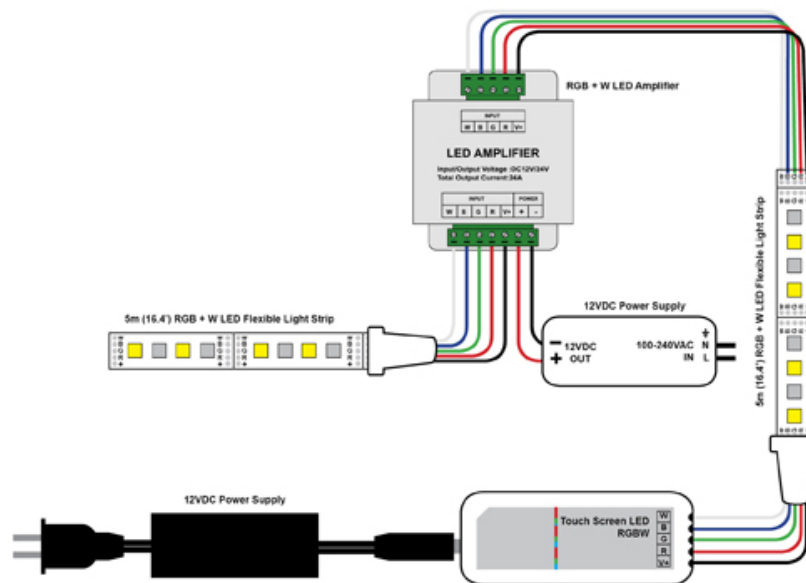 RGB + W LED Amplifier
INPUT
W B G R V+
LED AMPLIFIER
Input/Output Voltage :DC12V/24V
Total Output Current:36A
INPUT POWER
W B G R V+ + -
5m (16.4') RGB + W LED Flexible Light Strip
W B G R +
W B G R +
12VDC Power Supply
− 12VDC
+ OUT
100-240VAC N
IN L
5m (16.4') RGB + W LED Flexible Light Strip
12VDC Power Supply
Touch Screen LED
RGBW
W
B
G
R
V+